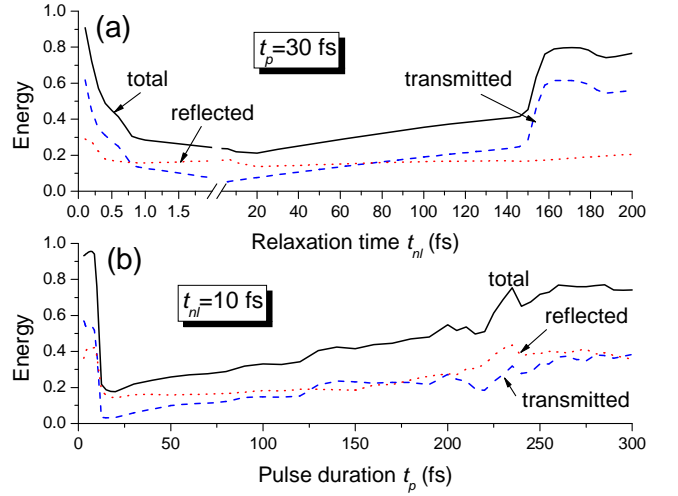 (a)
t_p=30 fs
total
reflected
transmitted
Energy
1.0
0.8
0.6
0.4
0.2
0.0
0.0 0.5 1.0 1.5 20 40 60 80 100 120 140 160 180 200
Relaxation time t_nl (fs)
(b)
t_nl=10 fs
total
reflected
transmitted
Energy
1.0
0.8
0.6
0.4
0.2
0.0
0 50 100 150 200 250 300
Pulse duration t_p (fs)